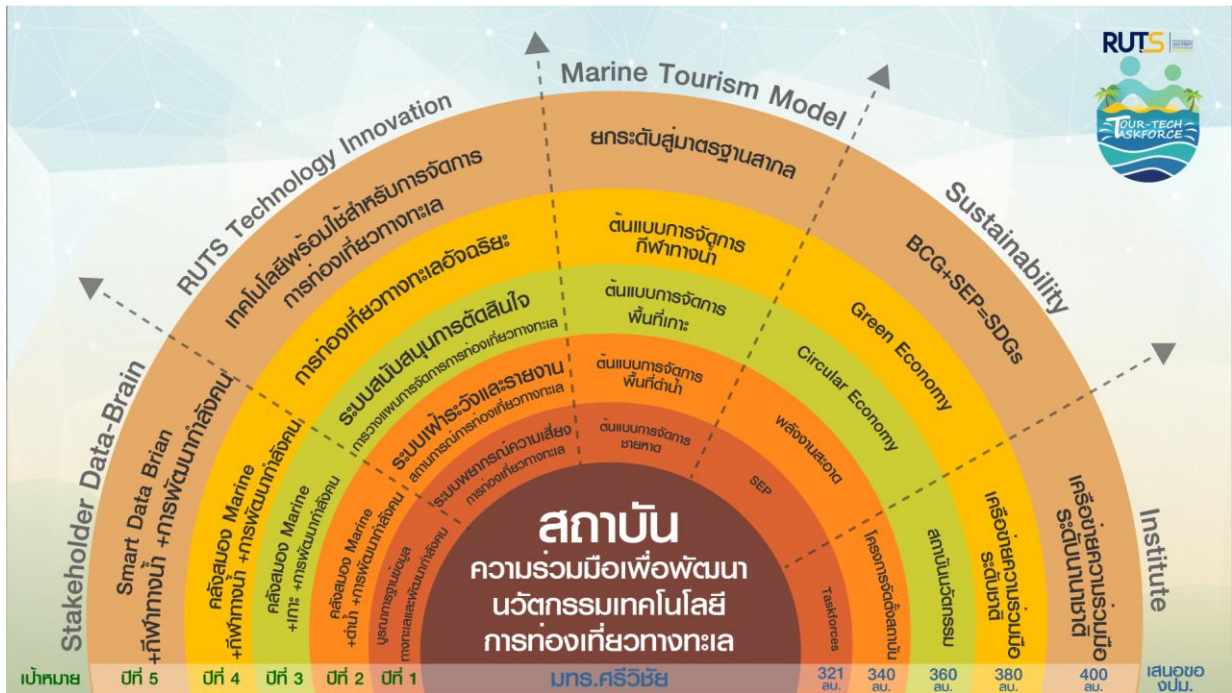 RUTS
TOUR-TECH
TASKFORCE
Stakeholder Data-Brain
RUTS Technology Innovation
Marine Tourism Model
Sustainability
Institute
Smart Data Brian
+กีฬาทางน้ำ +การพัฒนากำลังคน
เทคโนโลยีพร้อมใช้สำหรับการจัดการ
การท่องเที่ยวทางทะเล
ยกระดับสู่มาตรฐานสากล
BCG+SEP=SDGs
เครือข่ายความร่วมมือ
ระดับนานาชาติ
คลังสมอง Marine
+กีฬาทางน้ำ +การพัฒนากำลังคน
การท่องเที่ยวทางทะเลอัจฉริยะ
ต้นแบบการจัดการ
กีฬาทางน้ำ
Green Economy
เครือข่ายความร่วมมือ
ระดับชาติ
คลังสมอง Marine
+เกาะ +การพัฒนากำลังคน
ระบบสนับสนุนการตัดสินใจ
การวางแผนการจัดการการท่องเที่ยวทางทะเล
ต้นแบบการจัดการ
พื้นที่เกาะ
Circular Economy
สถาบันนวัตกรรม
คลังสมอง Marine
+ดำน้ำ +การพัฒนากำลังคน
ระบบเฝ้าระวังและรายงาน
สถานการณ์การท่องเที่ยวทางทะเล
ต้นแบบการจัดการ
พื้นที่ดำน้ำ
พลังงานสะอาด
โครงการจัดตั้งสถาบัน
บูรณาการฐานข้อมูล
ทางทะเลและพัฒนากำลังคน
ระบบพยากรณ์ความเสี่ยง
การท่องเที่ยวทางทะเล
ต้นแบบการจัดการ
ชายหาด
SEP
Taskforces
สถาบัน
ความร่วมมือเพื่อพัฒนา
นวัตกรรมเทคโนโลยี
การท่องเที่ยวทางทะเล
เป้าหมาย ปีที่ 5 ปีที่ 4 ปีที่ 3 ปีที่ 2 ปีที่ 1 มทร.ศรีวิชัย 321 ลบ. 340 ลบ. 360 ลบ. 380 ลบ. 400 ลบ. เสนอขอ งปม.